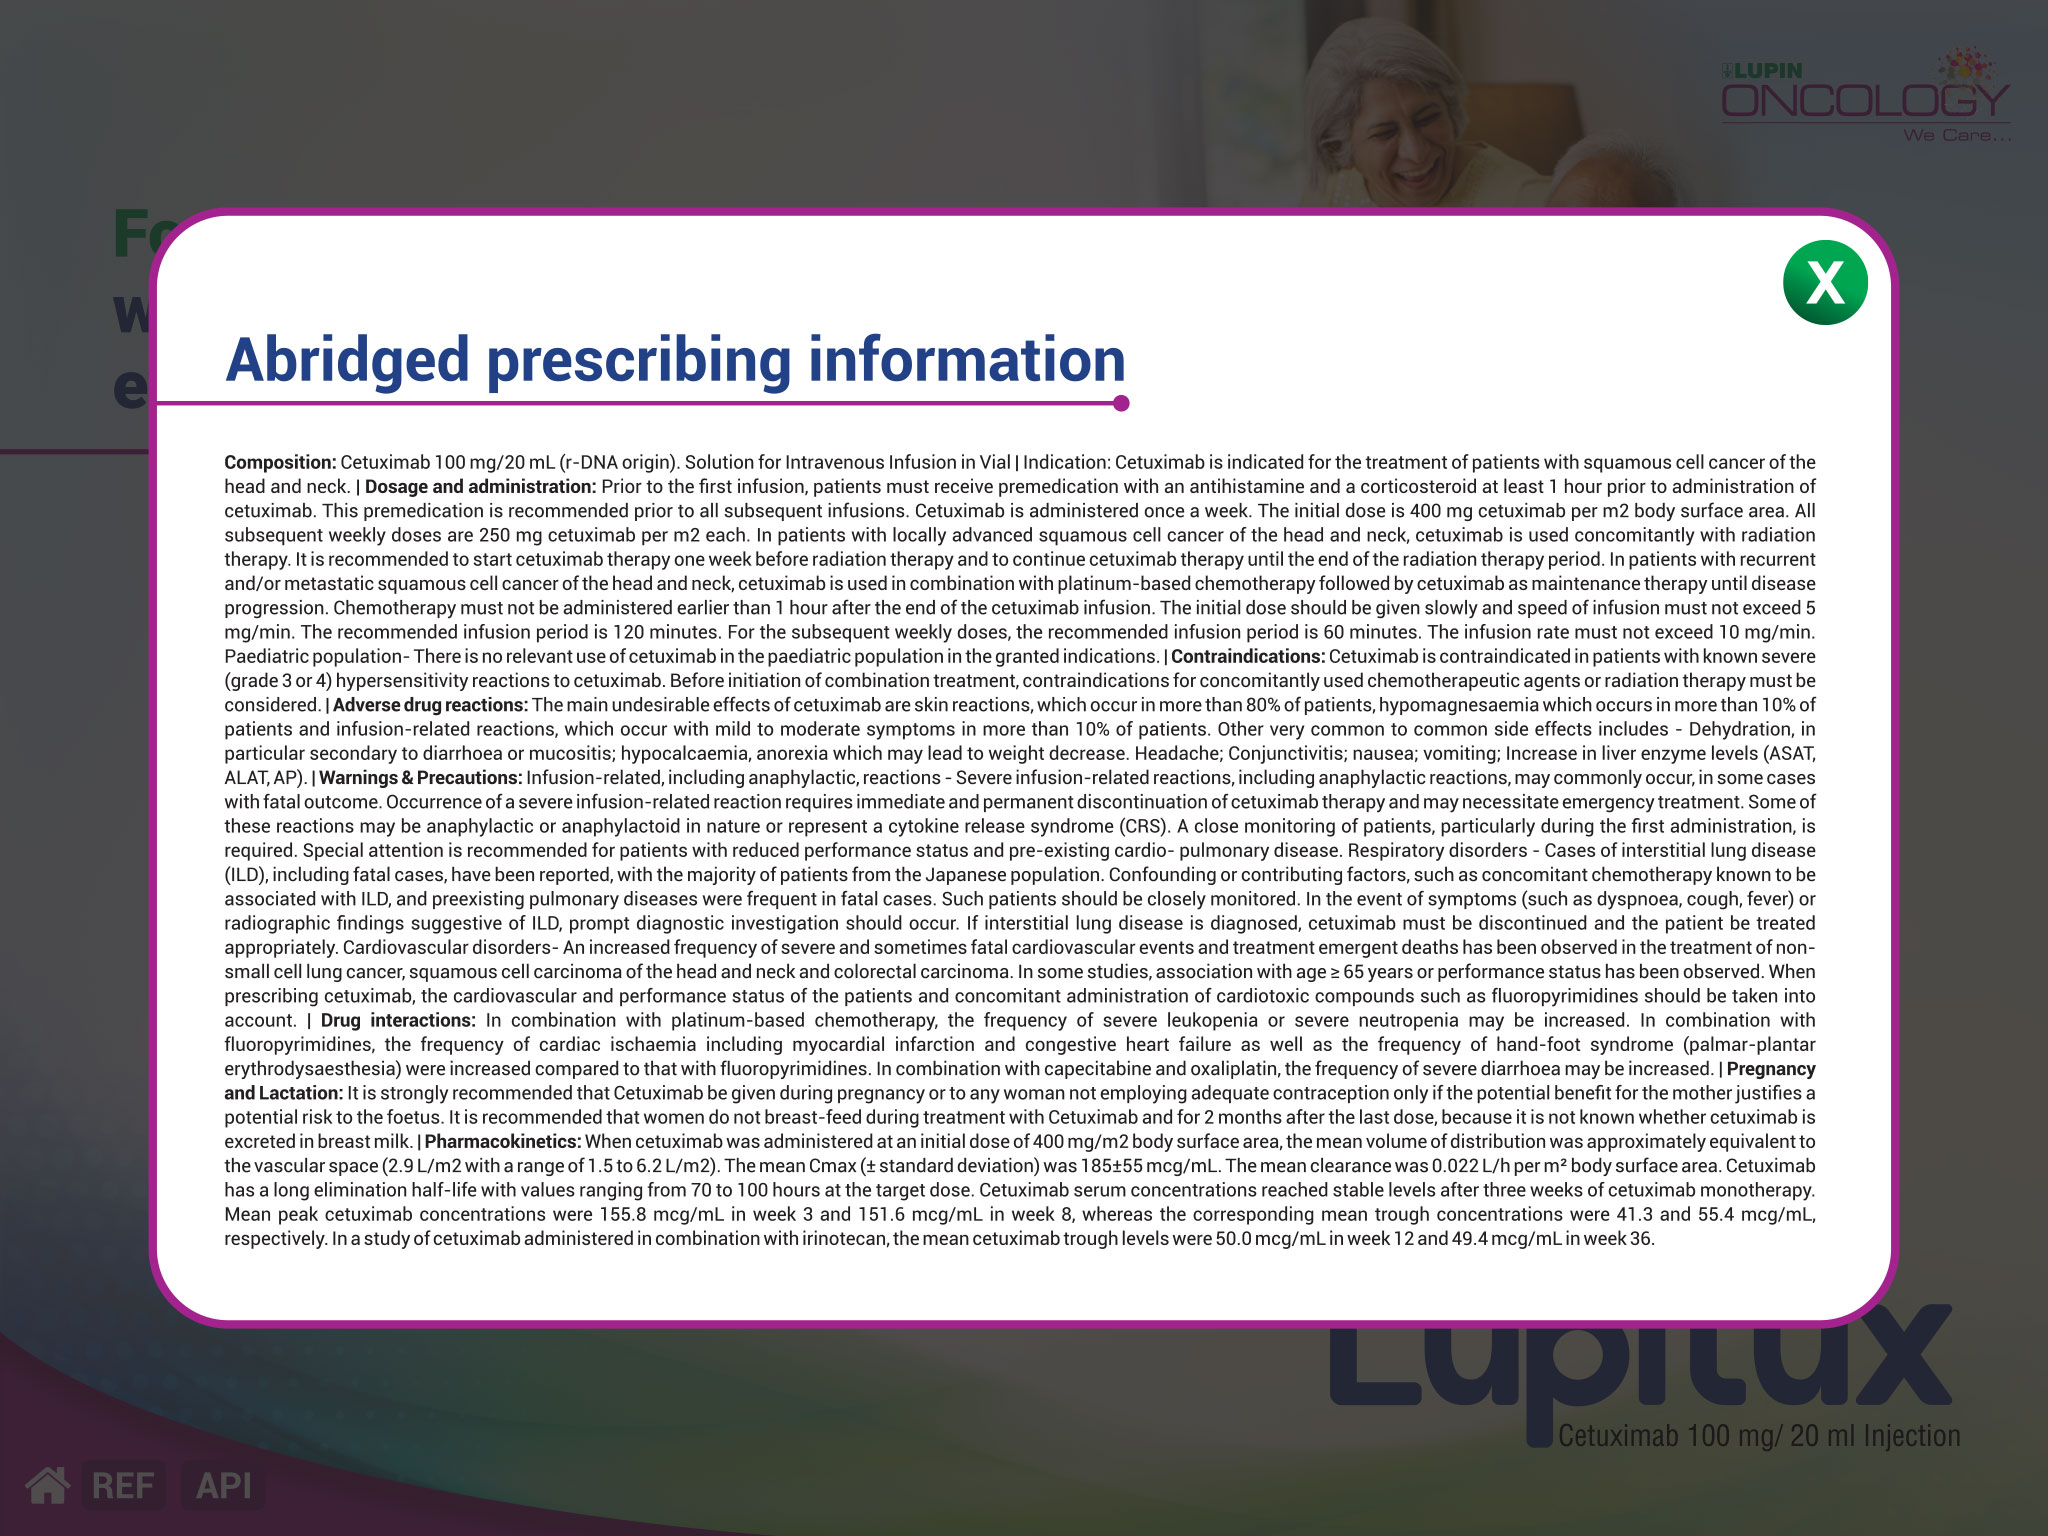 LUPIN
ONCOLOGY
We Care...
Abridged prescribing information
X
Composition: Cetuximab 100 mg/20 mL (r-DNA origin). Solution for Intravenous Infusion in Vial | Indication: Cetuximab is indicated for the treatment of patients with squamous cell cancer of the
head and neck. | Dosage and administration: Prior to the first infusion, patients must receive premedication with an antihistamine and a corticosteroid at least 1 hour prior to administration of
cetuximab. This premedication is recommended prior to all subsequent infusions. Cetuximab is administered once a week. The initial dose is 400 mg cetuximab per m2 body surface area. All
subsequent weekly doses are 250 mg cetuximab per m2 each. In patients with locally advanced squamous cell cancer of the head and neck, cetuximab is used concomitantly with radiation
therapy. It is recommended to start cetuximab therapy one week before radiation therapy and to continue cetuximab therapy until the end of the radiation therapy period. In patients with recurrent
and/or metastatic squamous cell cancer of the head and neck, cetuximab is used in combination with platinum-based chemotherapy followed by cetuximab as maintenance therapy until disease
progression. Chemotherapy must not be administered earlier than 1 hour after the end of the cetuximab infusion. The initial dose should be given slowly and speed of infusion must not exceed 5
mg/min. The recommended infusion period is 120 minutes. For the subsequent weekly doses, the recommended infusion period is 60 minutes. The infusion rate must not exceed 10 mg/min.
Paediatric population- There is no relevant use of cetuximab in the paediatric population in the granted indications. | Contraindications: Cetuximab is contraindicated in patients with known severe
(grade 3 or 4) hypersensitivity reactions to cetuximab. Before initiation of combination treatment, contraindications for concomitantly used chemotherapeutic agents or radiation therapy must be
considered. | Adverse drug reactions: The main undesirable effects of cetuximab are skin reactions, which occur in more than 80% of patients, hypomagnesaemia which occurs in more than 10% of
patients and infusion-related reactions, which occur with mild to moderate symptoms in more than 10% of patients. Other very common to common side effects includes - Dehydration, in
particular secondary to diarrhoea or mucositis; hypocalcaemia, anorexia which may lead to weight decrease. Headache; Conjunctivitis; nausea; vomiting; Increase in liver enzyme levels (ASAT,
ALAT, AP). | Warnings & Precautions: Infusion-related, including anaphylactic, reactions - Severe infusion-related reactions, including anaphylactic reactions, may commonly occur, in some cases
with fatal outcome. Occurrence of a severe infusion-related reaction requires immediate and permanent discontinuation of cetuximab therapy and may necessitate emergency treatment. Some of
these reactions may be anaphylactic or anaphylactoid in nature or represent a cytokine release syndrome (CRS). A close monitoring of patients, particularly during the first administration, is
required. Special attention is recommended for patients with reduced performance status and pre-existing cardio- pulmonary disease. Respiratory disorders - Cases of interstitial lung disease
(ILD), including fatal cases, have been reported, with the majority of patients from the Japanese population. Confounding or contributing factors, such as concomitant chemotherapy known to be
associated with ILD, and preexisting pulmonary diseases were frequent in fatal cases. Such patients should be closely monitored. In the event of symptoms (such as dyspnoea, cough, fever) or
radiographic findings suggestive of ILD, prompt diagnostic investigation should occur. If interstitial lung disease is diagnosed, cetuximab must be discontinued and the patient be treated
appropriately. Cardiovascular disorders- An increased frequency of severe and sometimes fatal cardiovascular events and treatment emergent deaths has been observed in the treatment of non-
small cell lung cancer, squamous cell carcinoma of the head and neck and colorectal carcinoma. In some studies, association with age ≥ 65 years or performance status has been observed. When
prescribing cetuximab, the cardiovascular and performance status of the patients and concomitant administration of cardiotoxic compounds such as fluoropyrimidines should be taken into
account. | Drug interactions: In combination with platinum-based chemotherapy, the frequency of severe leukopenia or severe neutropenia may be increased. In combination with
fluoropyrimidines, the frequency of cardiac ischaemia including myocardial infarction and congestive heart failure as well as the frequency of hand-foot syndrome (palmar-plantar
erythrodysaesthesia) were increased compared to that with fluoropyrimidines. In combination with capecitabine and oxaliplatin, the frequency of severe diarrhoea may be increased. | Pregnancy
and Lactation: It is strongly recommended that Cetuximab be given during pregnancy or to any woman not employing adequate contraception only if the potential benefit for the mother justifies a
potential risk to the foetus. It is recommended that women do not breast-feed during treatment with Cetuximab and for 2 months after the last dose, because it is not known whether cetuximab is
excreted in breast milk. | Pharmacokinetics: When cetuximab was administered at an initial dose of 400 mg/m2 body surface area, the mean volume of distribution was approximately equivalent to
the vascular space (2.9 L/m2 with a range of 1.5 to 6.2 L/m2). The mean Cmax (± standard deviation) was 185±55 mcg/mL. The mean clearance was 0.022 L/h per m² body surface area. Cetuximab
has a long elimination half-life with values ranging from 70 to 100 hours at the target dose. Cetuximab serum concentrations reached stable levels after three weeks of cetuximab monotherapy.
Mean peak cetuximab concentrations were 155.8 mcg/mL in week 3 and 151.6 mcg/mL in week 8, whereas the corresponding mean trough concentrations were 41.3 and 55.4 mcg/mL,
respectively. In a study of cetuximab administered in combination with irinotecan, the mean cetuximab trough levels were 50.0 mcg/mL in week 12 and 49.4 mcg/mL in week 36.
Lupitux
Cetuximab 100 mg/ 20 ml Injection
REF
API